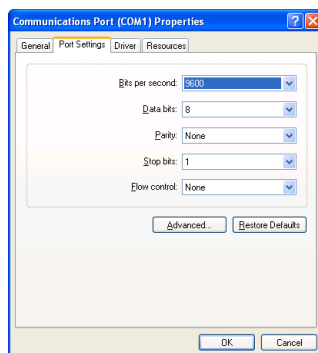 Communications Port (COM1) Properties
General Port Settings Driver Resources
Bits per second: 9600
Data bits: 8
Parity: None
Stop bits: 1
Flow control: None
Advanced... Restore Defaults
OK Cancel